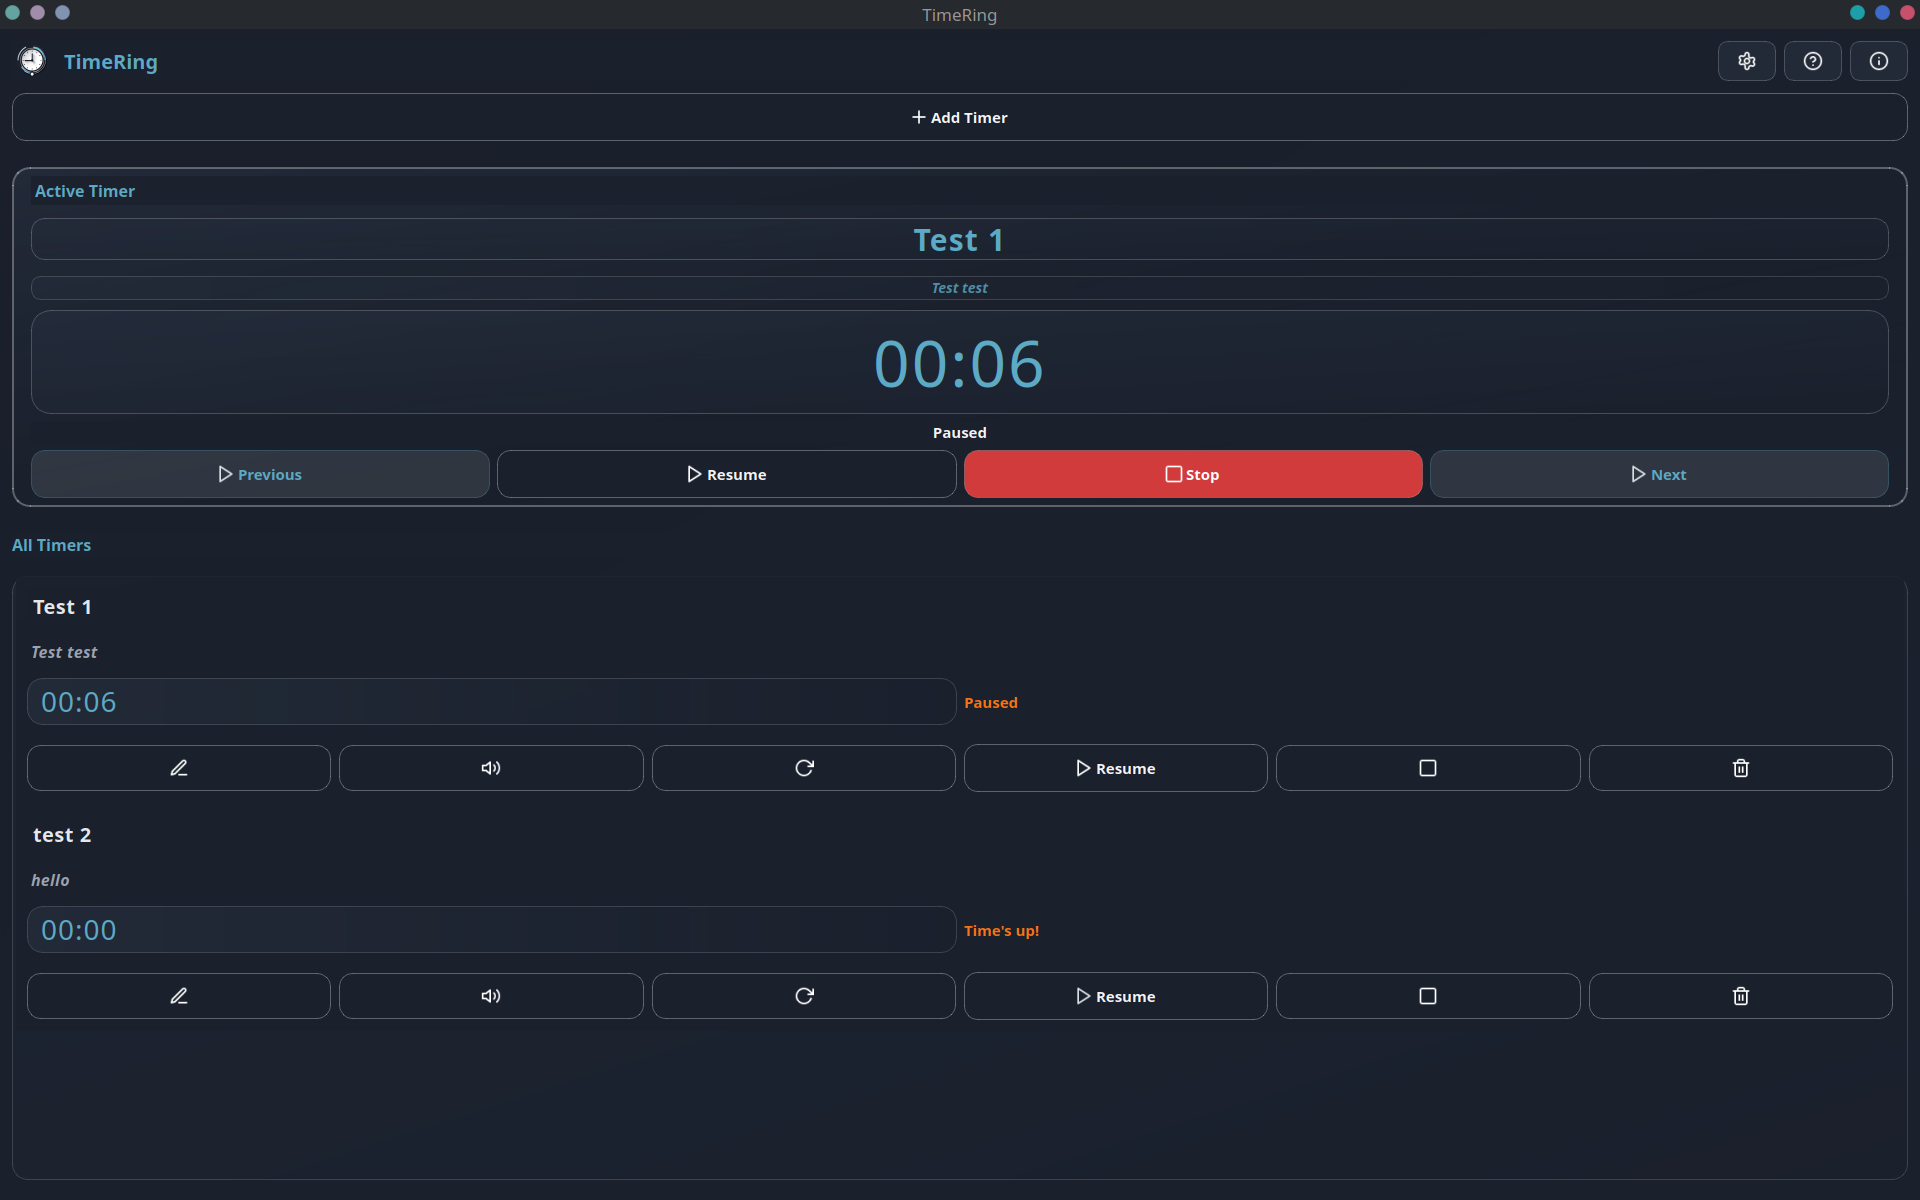 TimeRing
TimeRing
Add Timer
Active Timer
Test 1
Test test
00:06
Paused
Previous
Resume
Stop
Next
All Timers
Test 1
Test test
00:06
Paused
Resume
test 2
hello
00:00
Time's up!
Resume